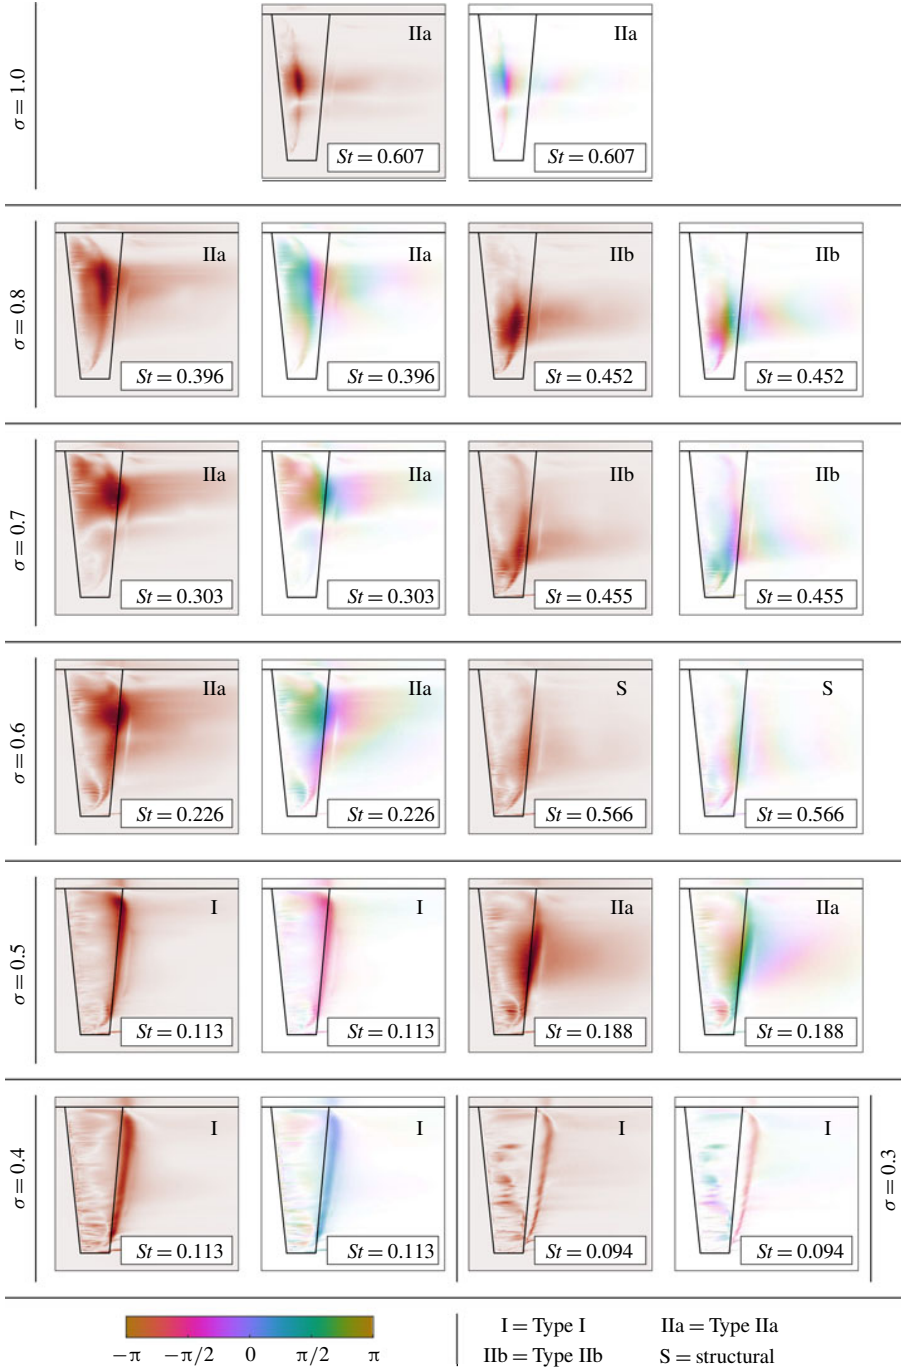 σ = 1.0
IIa
IIa
St = 0.607
St = 0.607
σ = 0.8
IIa
IIa
IIb
IIb
St = 0.396
St = 0.396
St = 0.452
St = 0.452
σ = 0.7
IIa
IIa
IIb
IIb
St = 0.303
St = 0.303
St = 0.455
St = 0.455
σ = 0.6
IIa
IIa
S
S
St = 0.226
St = 0.226
St = 0.566
St = 0.566
σ = 0.5
I
I
IIa
IIa
St = 0.113
St = 0.113
St = 0.188
St = 0.188
σ = 0.4
I
I
I
I
σ = 0.3
St = 0.113
St = 0.113
St = 0.094
St = 0.094
−π −π/2 0 π/2 π
I = Type I IIa = Type IIa
IIb = Type IIb S = structural